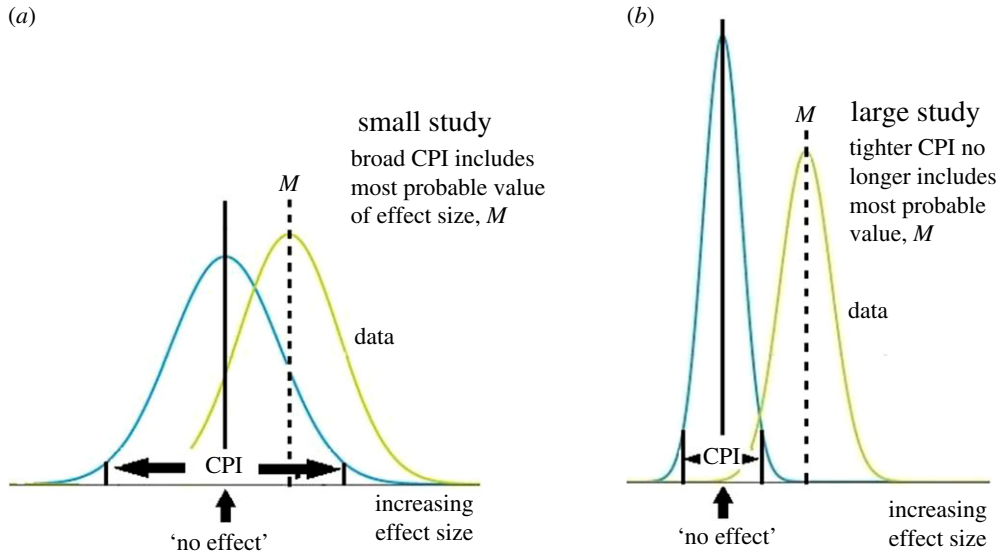 (a)
small study
broad CPI includes
most probable value
of effect size, M
M
data
CPI
increasing
effect size
‘no effect’
(b)
M
large study
tighter CPI no
longer includes
most probable
value, M
data
CPI
increasing
effect size
‘no effect’